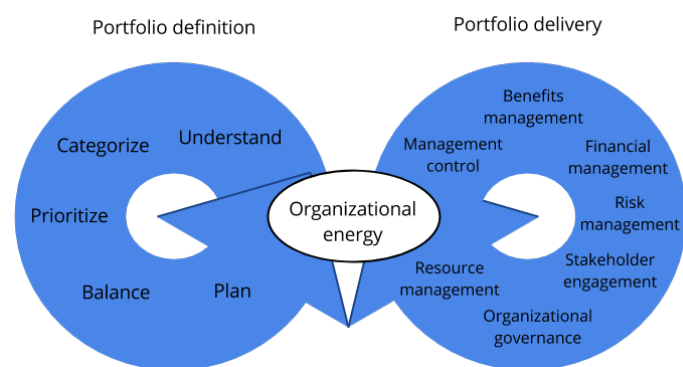 Portfolio definition
Portfolio delivery
Understand
Categorize
Prioritize
Balance
Plan
Organizational
energy
Benefits
management
Management
control
Financial
management
Risk
management
Stakeholder
engagement
Resource
management
Organizational
governance